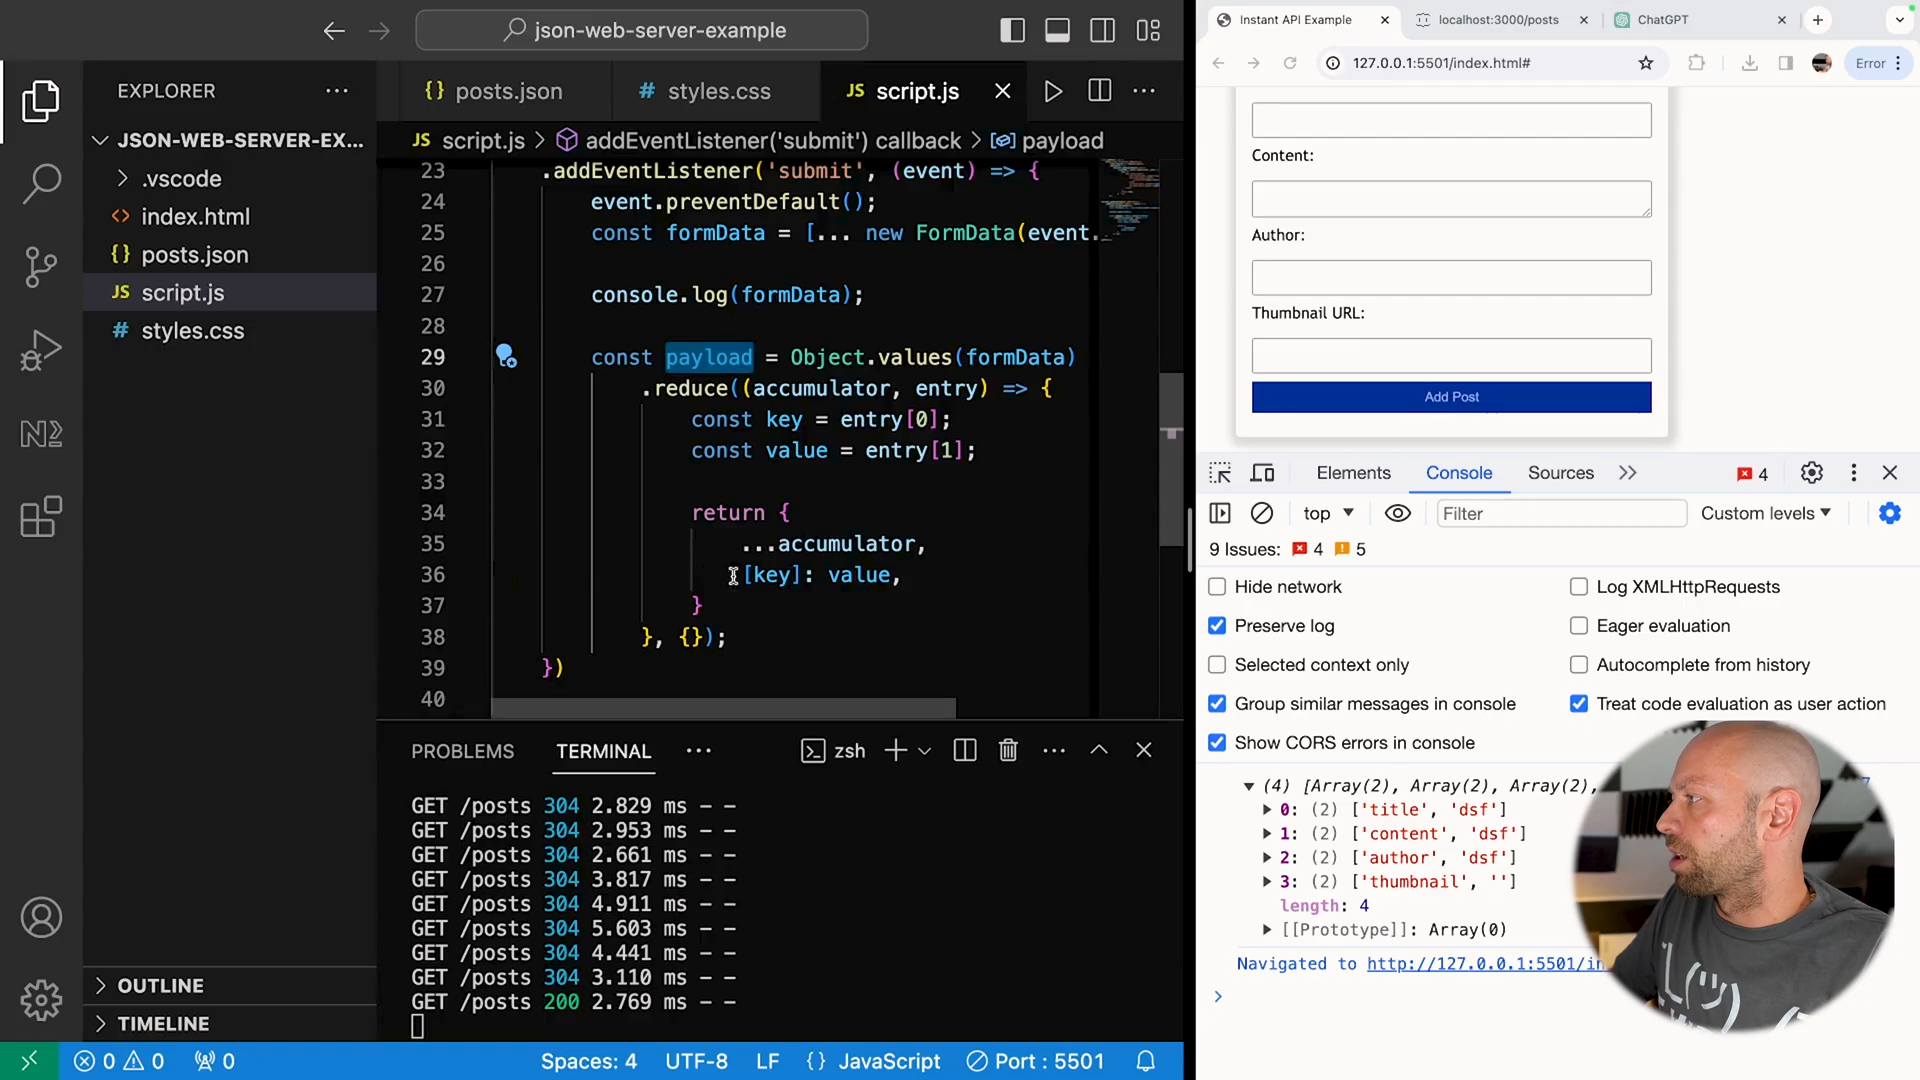 json-web-server-example
EXPLORER
JSON-WEB-SERVER-EX...
.vscode
index.html
posts.json
script.js
styles.css
OUTLINE
TIMELINE
posts.json
styles.css
script.js
script.js > addEventListener('submit') callback > payload
23 .addEventListener('submit', (event) => {
24 event.preventDefault();
25 const formData = [... new FormData(event.
26
27 console.log(formData);
28
29 const payload = Object.values(formData)
30 .reduce((accumulator, entry) => {
31 const key = entry[0];
32 const value = entry[1];
33
34 return {
35 ...accumulator,
36 [key]: value,
37 }
38 }, {});
39 })
40
PROBLEMS TERMINAL zsh
GET /posts 304 2.829 ms - -
GET /posts 304 2.953 ms - -
GET /posts 304 2.661 ms - -
GET /posts 304 3.817 ms - -
GET /posts 304 4.911 ms - -
GET /posts 304 5.603 ms - -
GET /posts 304 4.441 ms - -
GET /posts 304 3.110 ms - -
GET /posts 200 2.769 ms - -
0 0 0 Spaces: 4 UTF-8 LF {} JavaScript Port : 5501
Instant API Example
localhost:3000/posts
ChatGPT
127.0.0.1:5501/index.html#
Error
Content:
Author:
Thumbnail URL:
Add Post
Elements Console Sources 4
top Filter Custom levels
9 Issues: 4 5
Hide network
Log XMLHttpRequests
Preserve log
Eager evaluation
Selected context only
Autocomplete from history
Group similar messages in console
Treat code evaluation as user action
Show CORS errors in console
(4) [Array(2), Array(2), Array(2),
0: (2) ['title', 'dsf']
1: (2) ['content', 'dsf']
2: (2) ['author', 'dsf']
3: (2) ['thumbnail', '']
length: 4
[[Prototype]]: Array(0)
Navigated to http://127.0.0.1:5501/in